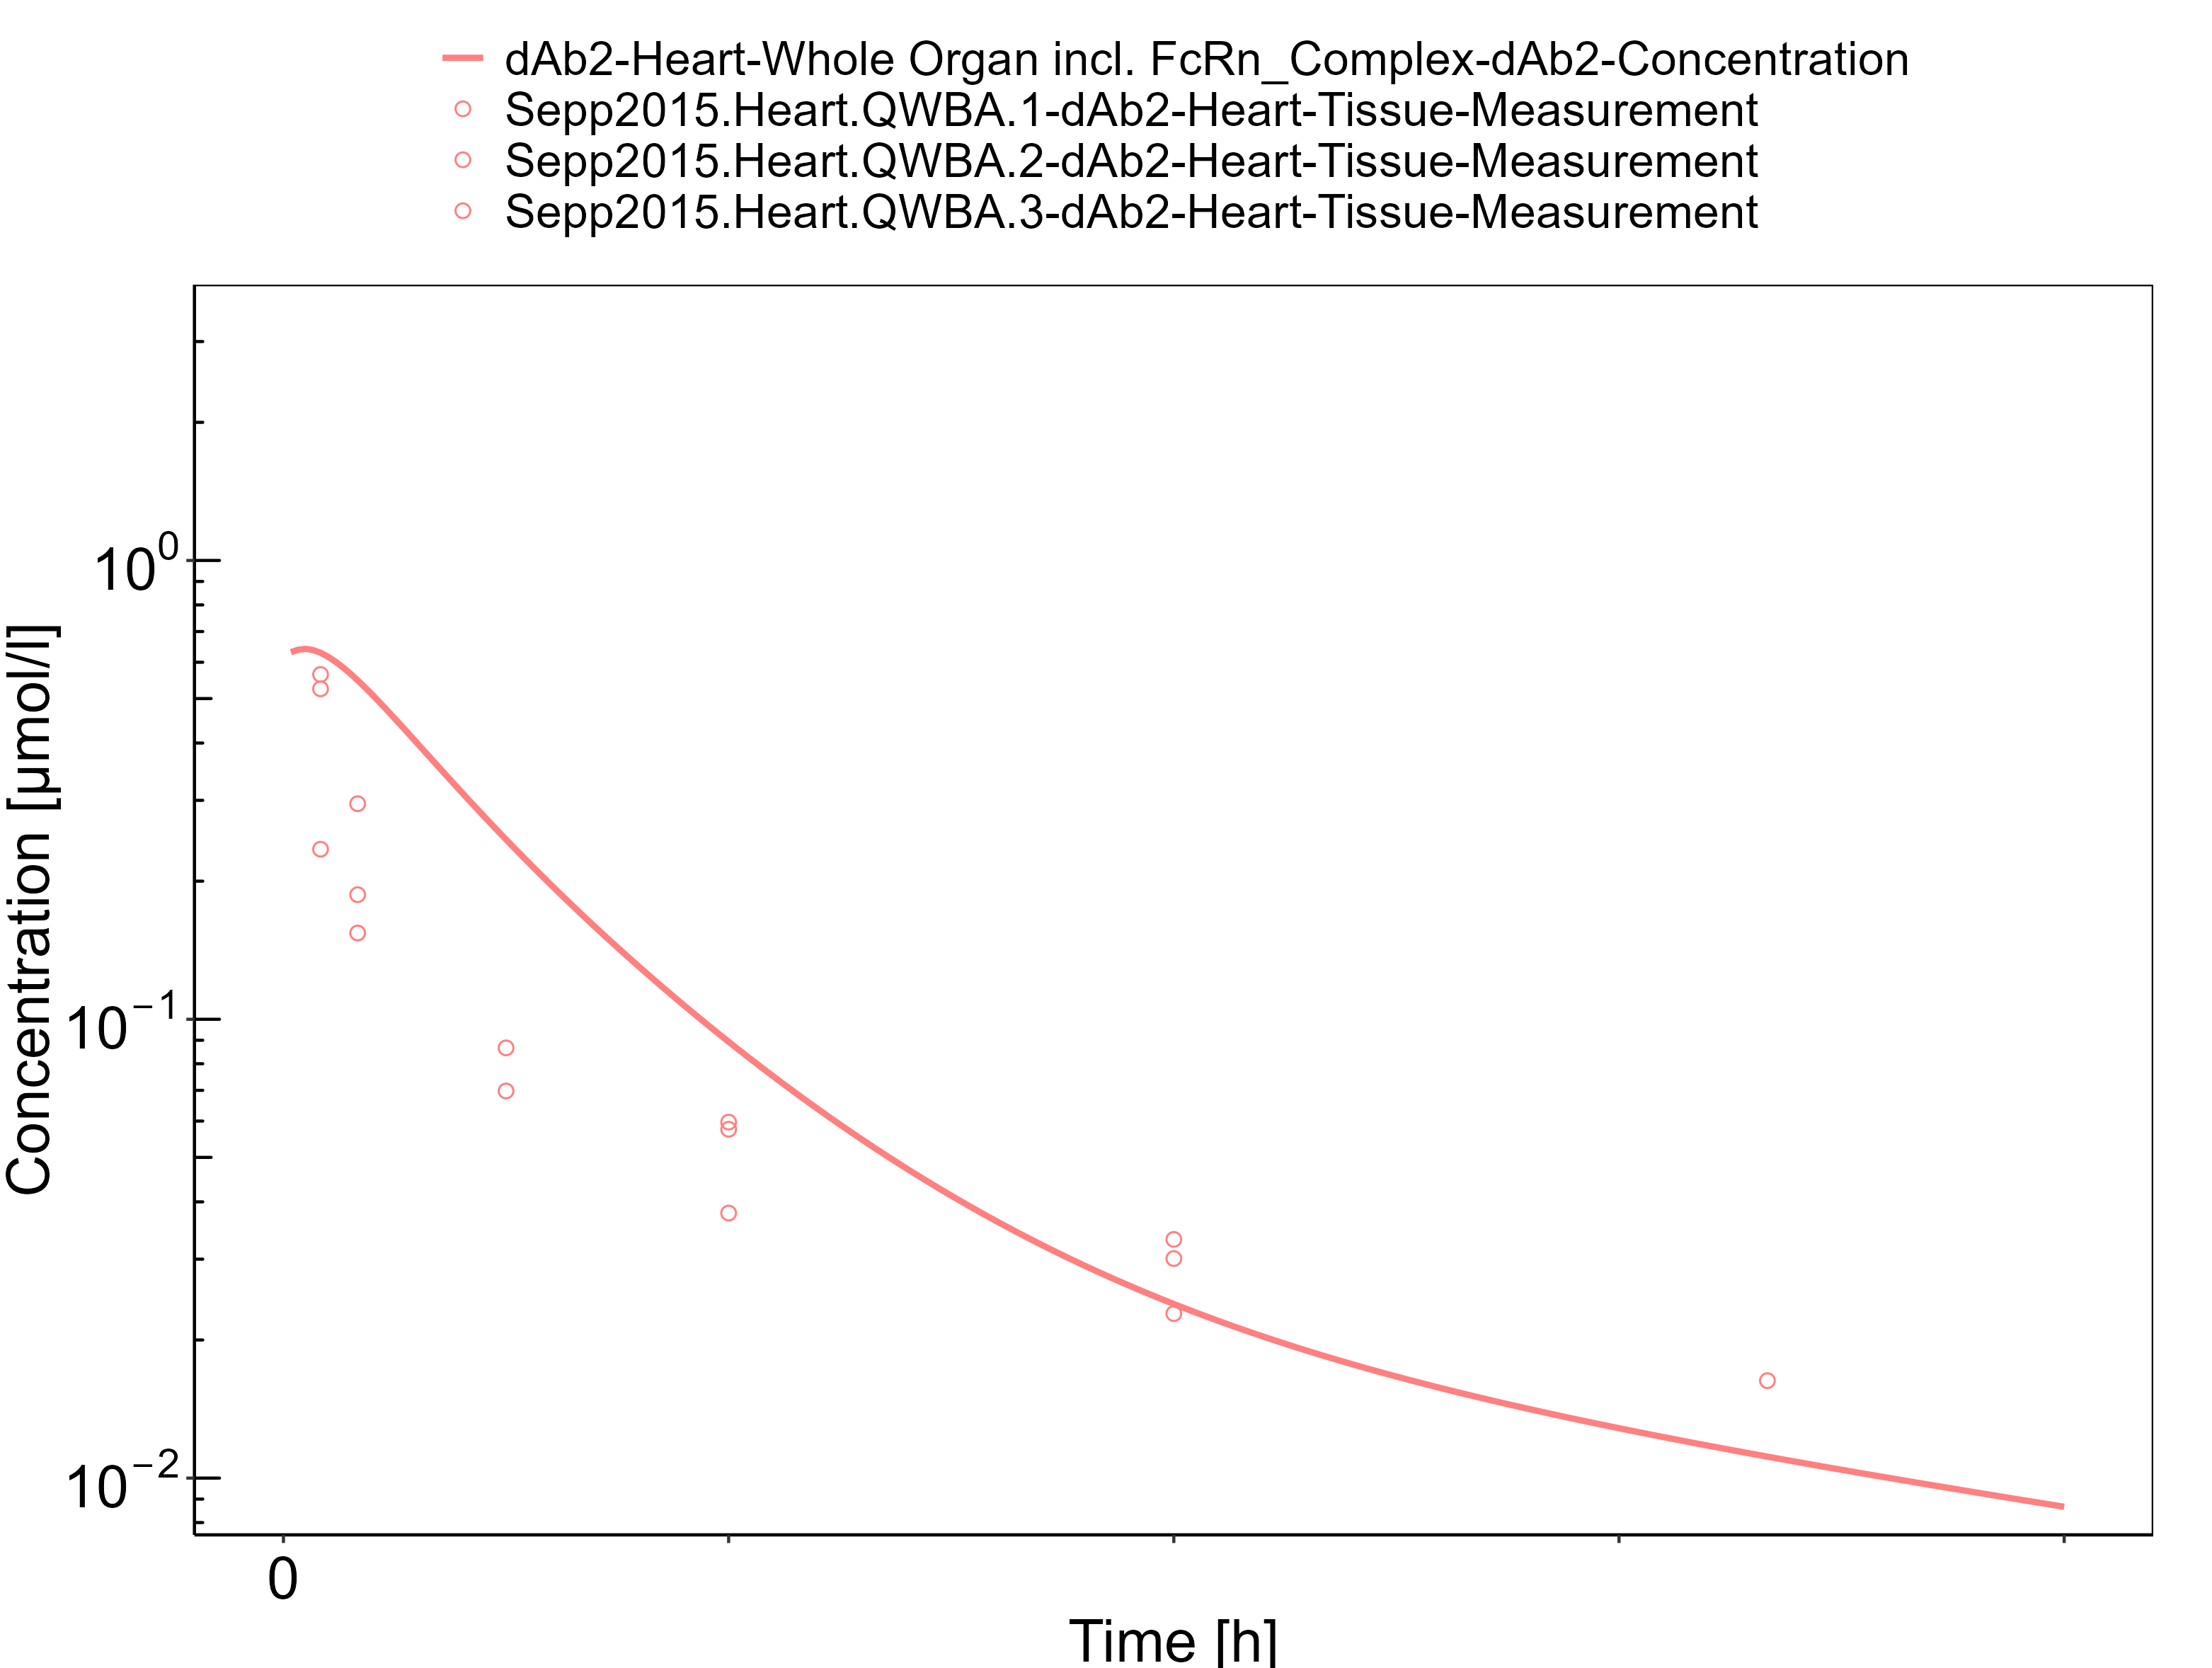 dAb2-Heart-Whole Organ incl. FcRn_Complex-dAb2-Concentration
Sepp2015.Heart.QWBA.1-dAb2-Heart-Tissue-Measurement
Sepp2015.Heart.QWBA.2-dAb2-Heart-Tissue-Measurement
Sepp2015.Heart.QWBA.3-dAb2-Heart-Tissue-Measurement
Concentration [µmol/l]
10⁰
10⁻¹
10⁻²
0
Time [h]